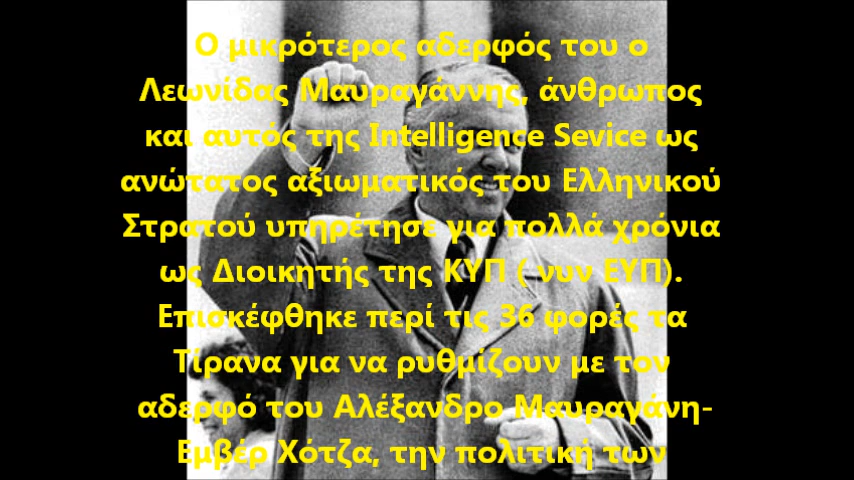 Ο μικρότερος αδερφός του ο
Λεωνίδας Μαυραγάννης, άνθρωπος
και αυτός της Intelligence Sevice ως
ανώτατος αξιωματικός του Ελληνικού
Στρατού υπηρέτησε για πολλά χρόνια
ως Διοικητής της ΚΥΠ ( νυν ΕΥΠ).
Επισκέφθηκε περί τις 36 φορές τα
Τίρανα για να ρυθμίζουν με τον
αδερφό του Αλέξανδρο Μαυραγάνη-
Εμβέρ Χότζα, την πολιτική των